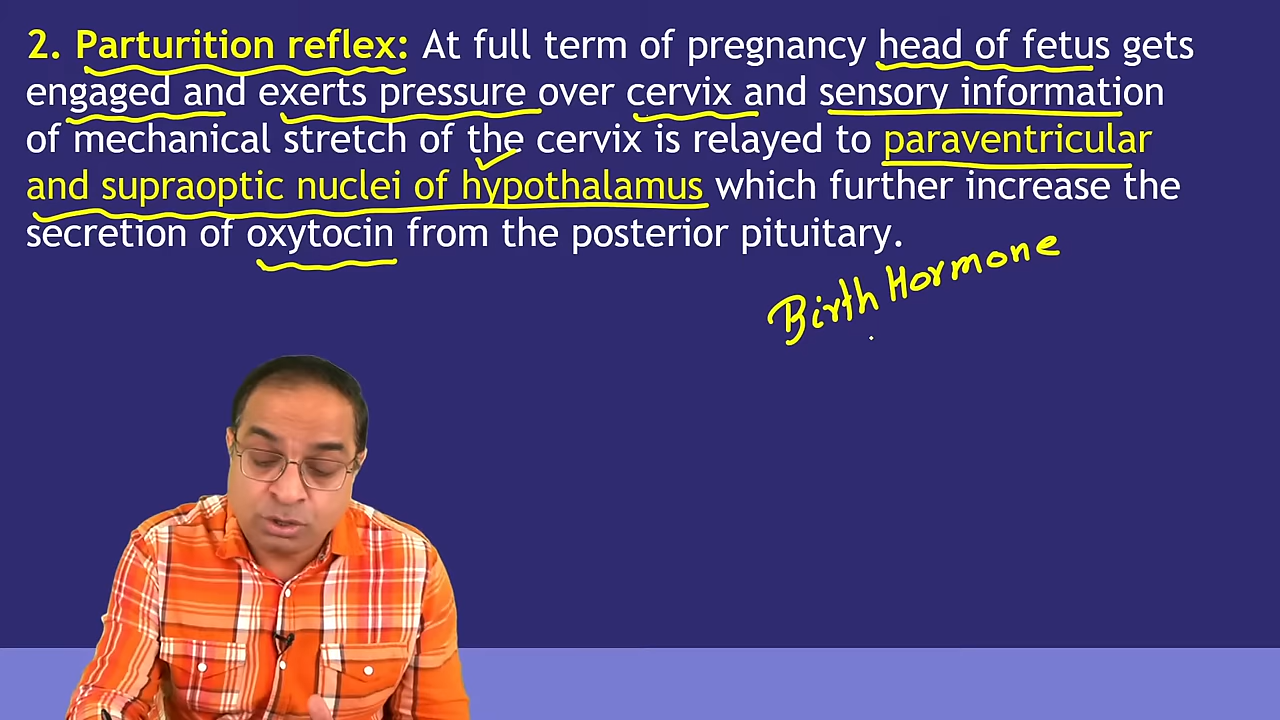 2. Parturition reflex: At full term of pregnancy head of fetus gets
engaged and exerts pressure over cervix and sensory information
of mechanical stretch of the cervix is relayed to paraventricular
and supraoptic nuclei of hypothalamus which further increase the
secretion of oxytocin from the posterior pituitary.
Birth Hormone